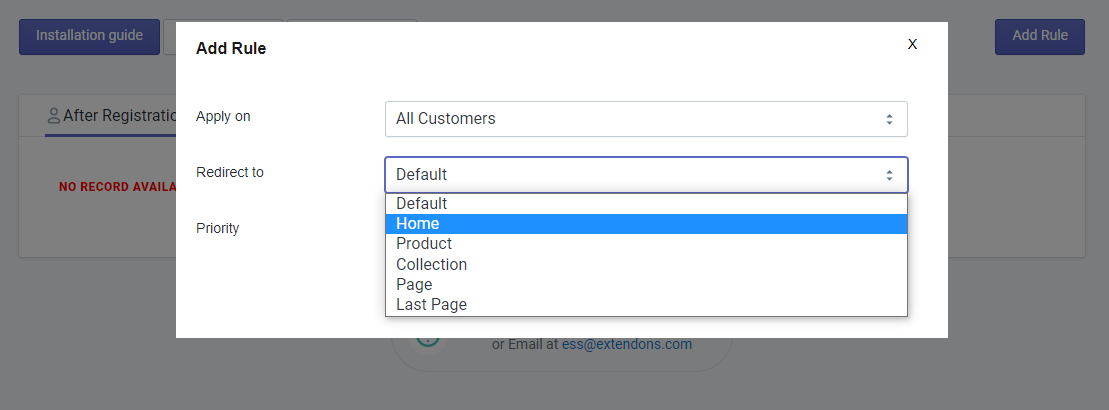 Installation guide
Add Rule
Add Rule
X
After Registratio
Apply on
All Customers
Redirect to
Default
NO RECORD AVAILA
Default
Home
Priority
Product
Collection
Page
Last Page
or Email at ess@extendons.com